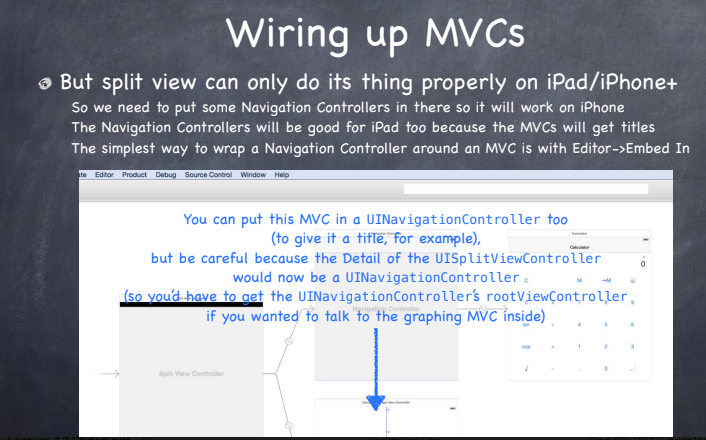 Wiring up MVCs
But split view can only do its thing properly on iPad/iPhone+
So we need to put some Navigation Controllers in there so it will work on iPhone
The Navigation Controllers will be good for iPad too because the MVCs will get titles
The simplest way to wrap a Navigation Controller around an MVC is with Editor->Embed In
Editor Product Debug Source Control Window Help
You can put this MVC in a UINavigationController too
(to give it a title, for example),
but be careful because the Detail of the UISplitViewController
would now be a UINavigationController
(so you'd have to get the UINavigationController's rootViewController
if you wanted to talk to the graphing MVC inside)
Calculator
Calculator
0
C M →M
7 8 9
sin 4 5 6
cos + 1 2 3
√ - . 0
Navigation Controller
Split View Controller